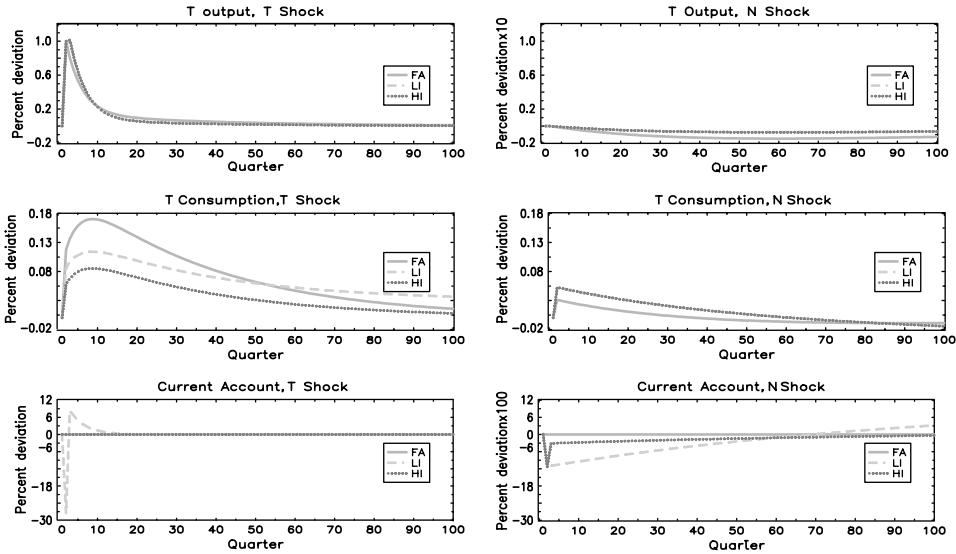 T output, T Shock
Percent deviation
1.0
0.6
0.2
-0.2
FA
LI
HI
0 10 20 30 40 50 60 70 80 90 100
Quarter
T Output, N Shock
Percent deviationx10
1.0
0.6
0.2
-0.2
FA
LI
HI
0 10 20 30 40 50 60 70 80 90 100
Quarter
T Consumption, T Shock
Percent deviation
0.18
0.13
0.08
-0.02
FA
LI
HI
0 10 20 30 40 50 60 70 80 90 100
Quarter
T Consumption, N Shock
Percent deviation
0.18
0.13
0.08
-0.02
FA
LI
HI
0 10 20 30 40 50 60 70 80 90 100
Quarter
Current Account, T Shock
Percent deviation
12
6
0
-6
-18
-30
FA
LI
HI
0 10 20 30 40 50 60 70 80 90 100
Quarter
Current Account, N Shock
Percent deviationx100
12
6
0
-6
-18
-30
FA
LI
HI
0 10 20 30 40 50 60 70 80 90 100
Quarter